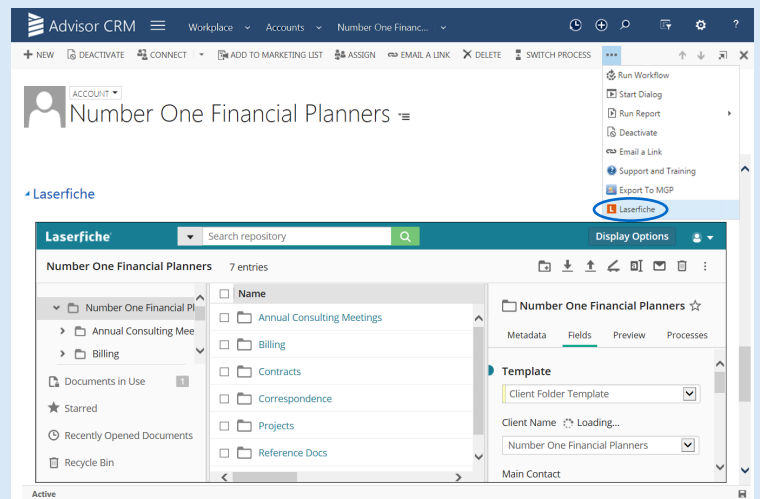 Advisor CRM Workplace Accounts Number One Financ... ?
NEW DEACTIVATE CONNECT ADD TO MARKETING LIST ASSIGN EMAIL A LINK DELETE SWITCH PROCESS •••
Run Workflow
Start Dialog
Run Report
Deactivate
Email a Link
Support and Training
Export To MGP
L Laserfiche
ACCOUNT
Number One Financial Planners
Laserfiche
Laserfiche Search repository Display Options
Number One Financial Planners 7 entries
Number One Financial Pl
Annual Consulting Mee
Billing
Documents in Use 1
Starred
Recently Opened Documents
Recycle Bin
Name
Annual Consulting Meetings
Billing
Contracts
Correspondence
Projects
Reference Docs
Number One Financial Planners
Metadata Fields Preview Processes
Template
Client Folder Template
Client Name Loading...
Number One Financial Planners
Main Contact
Active